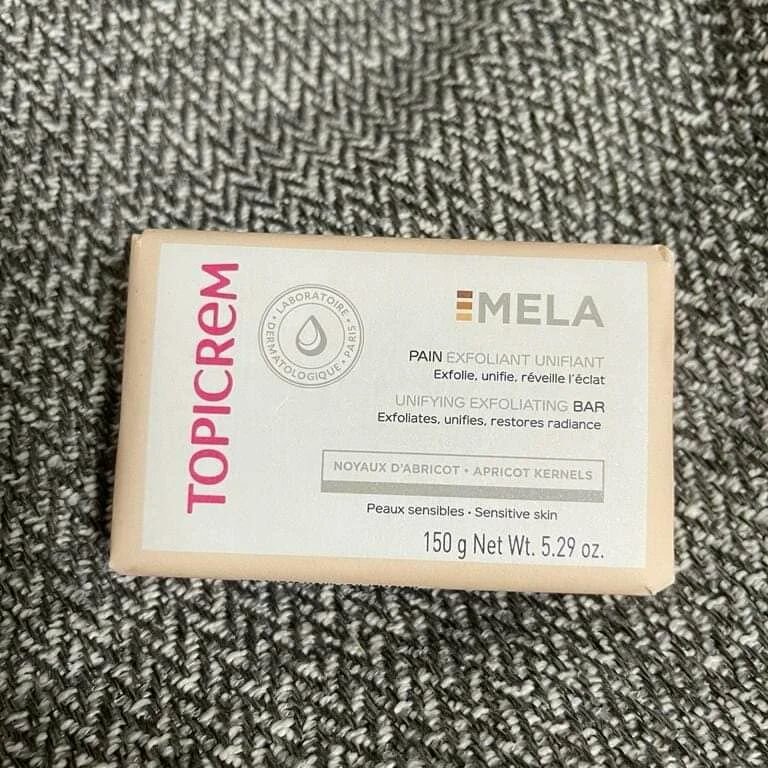 TOPICREM
LABORATOIRE • DERMATOLOGIQUE • PARIS •
MELA
PAIN EXFOLIANT UNIFIANT
Exfolie, unifie, réveille l'éclat
UNIFYING EXFOLIATING BAR
Exfoliates, unifies, restores radiance
NOYAUX D'ABRICOT • APRICOT KERNELS
Peaux sensibles • Sensitive skin
150 g Net Wt. 5.29 oz.